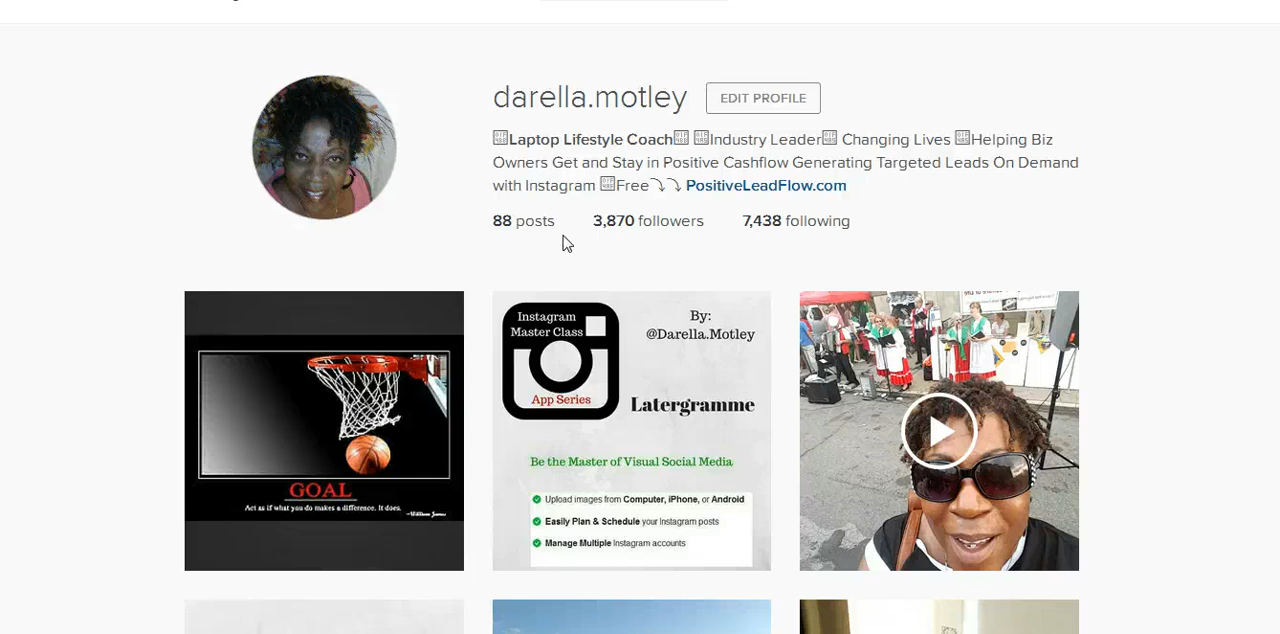 darella.motley EDIT PROFILE
Laptop Lifestyle Coach Industry Leader Changing Lives Helping Biz
Owners Get and Stay in Positive Cashflow Generating Targeted Leads On Demand
with Instagram Free⤵⤵ PositiveLeadFlow.com
88 posts 3,870 followers 7,438 following
GOAL
Act as if what you do makes a difference. It does.
~William James
Instagram
Master Class
App Series
By:
@Darella.Motley
Latergramme
Be the Master of Visual Social Media
Upload images from Computer, iPhone, or Android
Easily Plan & Schedule your Instagram posts
Manage Multiple Instagram accounts